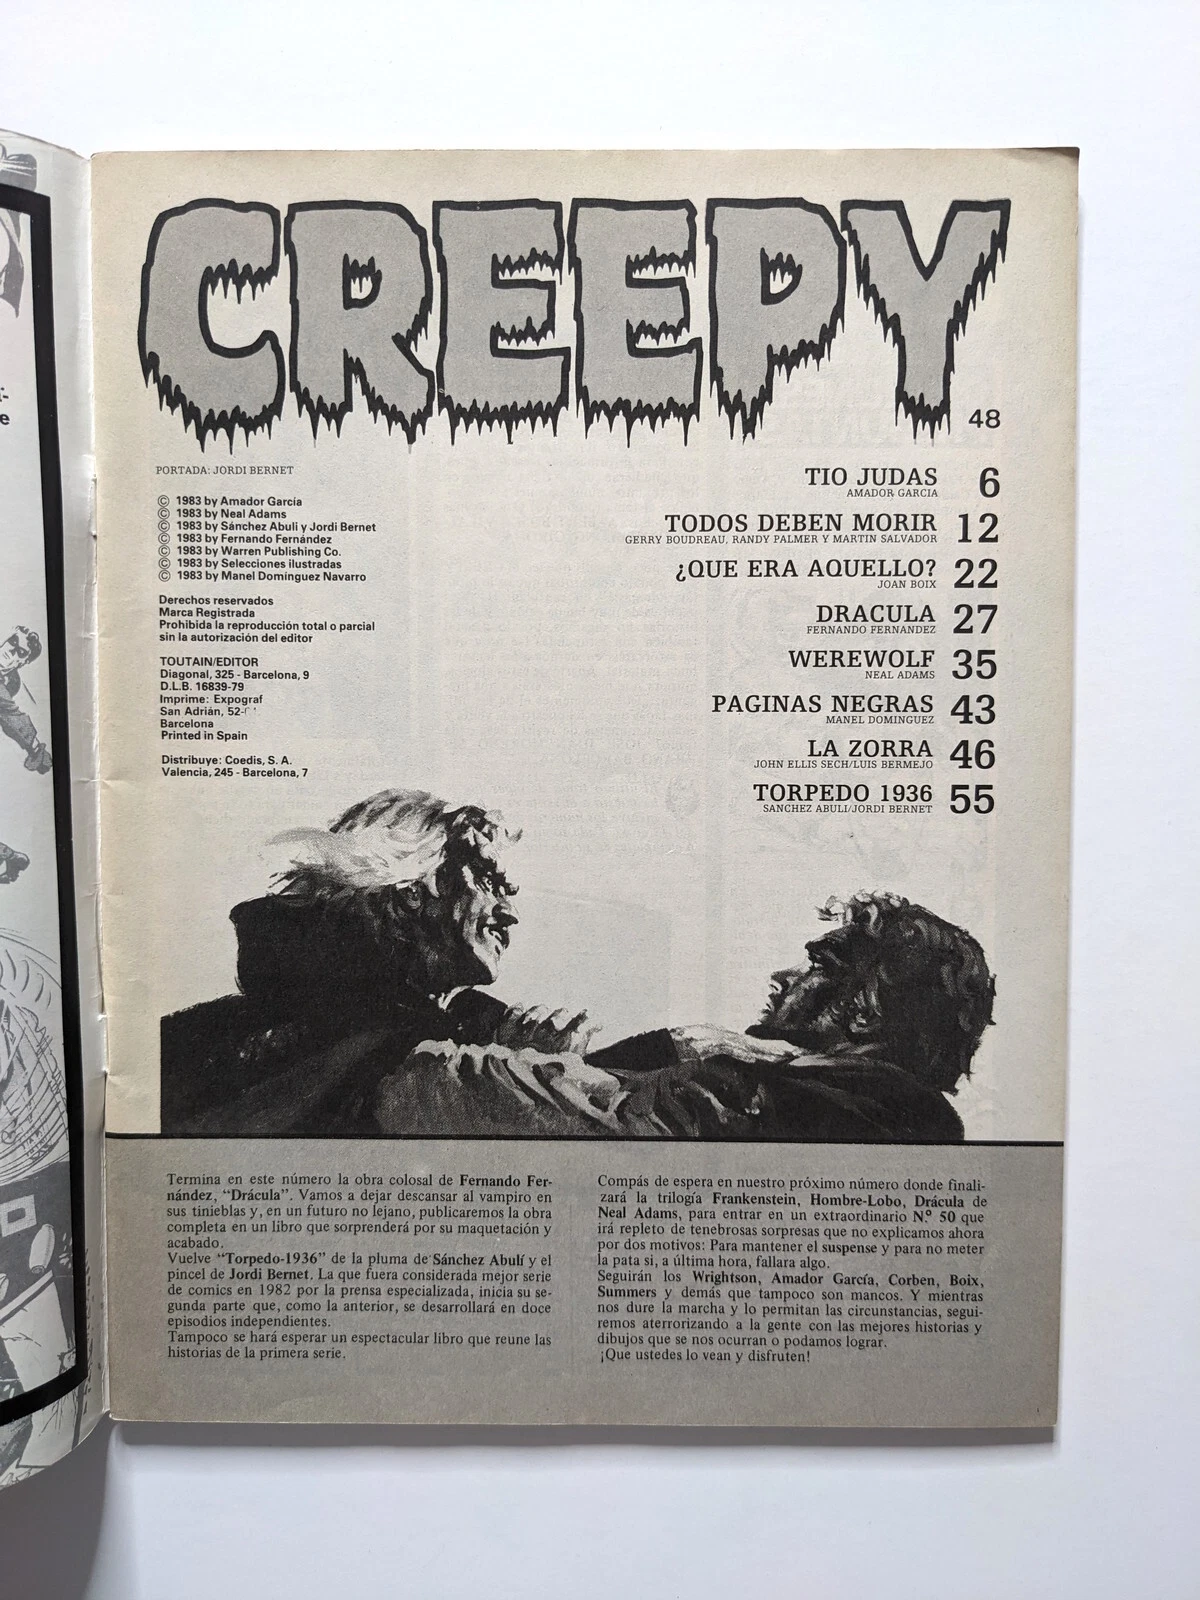 CREEPY
48
PORTADA: JORDI BERNET
© 1983 by Amador García
© 1983 by Neal Adams
© 1983 by Sánchez Abuli y Jordi Bernet
© 1983 by Fernando Fernández
© 1983 by Warren Publishing Co.
© 1983 by Selecciones ilustradas
© 1983 by Manel Domínguez Navarro
Derechos reservados
Marca Registrada
Prohibida la reproducción total o parcial
sin la autorización del editor
TOUTAIN/EDITOR
Diagonal, 325 - Barcelona, 9
D.L.B. 16839-79
Imprime: Expograf
San Adrián, 52-
Barcelona
Printed in Spain
Distribuye: Coedis, S. A.
Valencia, 245 - Barcelona, 7
TIO JUDAS 6
AMADOR GARCIA
TODOS DEBEN MORIR 12
GERRY BOUDREAU, RANDY PALMER Y MARTIN SALVADOR
¿QUE ERA AQUELLO? 22
JOAN BOIX
DRACULA 27
FERNANDO FERNANDEZ
WEREWOLF 35
NEAL ADAMS
PAGINAS NEGRAS 43
MANEL DOMINGUEZ
LA ZORRA 46
JOHN ELLIS SECH/LUIS BERMEJO
TORPEDO 1936 55
SANCHEZ ABULI/JORDI BERNET
Termina en este número la obra colosal de Fernando Fer-
nández, “Drácula”. Vamos a dejar descansar al vampiro en
sus tinieblas y, en un futuro no lejano, publicaremos la obra
completa en un libro que sorprenderá por su maquetación y
acabado.
Vuelve “Torpedo-1936” de la pluma de Sánchez Abulí y el
pincel de Jordi Bernet. La que fuera considerada mejor serie
de comics en 1982 por la prensa especializada, inicia su se-
gunda parte que, como la anterior, se desarrollará en doce
episodios independientes.
Tampoco se hará esperar un espectacular libro que reune las
historias de la primera serie.
Compás de espera en nuestro próximo número donde finali-
zará la trilogía Frankenstein, Hombre-Lobo, Drácula de
Neal Adams, para entrar en un extraordinario N.º 50 que
irá repleto de tenebrosas sorpresas que no explicamos ahora
por dos motivos: Para mantener el suspense y para no meter
la pata si, a última hora, fallara algo.
Seguirán los Wrightson, Amador García, Corben, Boix,
Summers y demás que tampoco son mancos. Y mientras
nos dure la marcha y lo permitan las circunstancias, segui-
remos aterrorizando a la gente con las mejores historias y
dibujos que se nos ocurran o podamos lograr.
¡Que ustedes lo vean y disfruten!